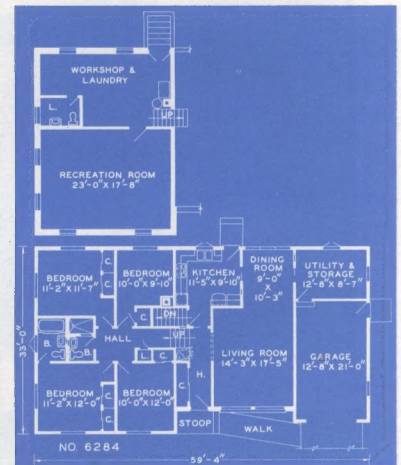 WORKSHOP &
LAUNDRY
L.
UP
RECREATION ROOM
23'-0" X 17'-8"
BEDROOM
11'-2" X 11'-7"
C.
C.
BEDROOM
10'-0" X 9'-10"
KITCHEN
11'-5" X 9'-10"
DINING
ROOM
9'-0"
X
10'-3"
UTILITY &
STORAGE
12'-8" X 8'-7"
C.
DN
UP
B.
B.
HALL
L.
C.
33'-0"
BEDROOM
11'-2" X 12'-0"
C.
C.
BEDROOM
10'-0" X 12'-0"
C.
H.
LIVING ROOM
14'-3" X 17'-5"
GARAGE
12'-8" X 21'-0"
STOOP
WALK
NO. 6284
59'-4"